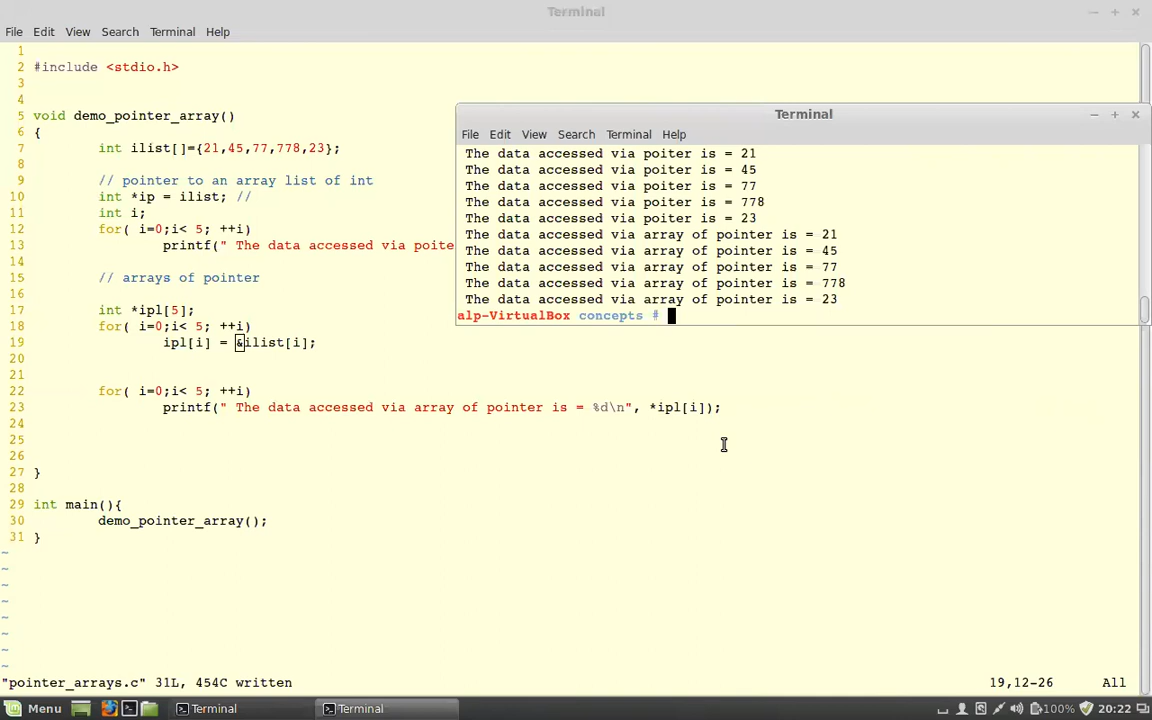 Terminal
File Edit View Search Terminal Help
1
2 #include <stdio.h>
3
4
5 void demo_pointer_array()
6 {
7 int ilist[]={21,45,77,778,23};
8
9 // pointer to an array list of int
10 int *ip = ilist; //
11 int i;
12 for( i=0;i< 5; ++i)
13 printf(" The data accessed via poite
14
15 // arrays of pointer
16
17 int *ipl[5];
18 for( i=0;i< 5; ++i)
19 ipl[i] = &ilist[i];
20
21
22 for( i=0;i< 5; ++i)
23 printf(" The data accessed via array of pointer is = %d\n", *ipl[i]);
24
25
26
27 }
28
29 int main(){
30 demo_pointer_array();
31 }
~
~
~
~
~
~
~
~
"pointer_arrays.c" 31L, 454C written 19,12-26 All
Terminal
File Edit View Search Terminal Help
The data accessed via poiter is = 21
The data accessed via poiter is = 45
The data accessed via poiter is = 77
The data accessed via poiter is = 778
The data accessed via poiter is = 23
The data accessed via array of pointer is = 21
The data accessed via array of pointer is = 45
The data accessed via array of pointer is = 77
The data accessed via array of pointer is = 778
The data accessed via array of pointer is = 23
alp-VirtualBox concepts #
Menu Terminal Terminal 100% 20:22